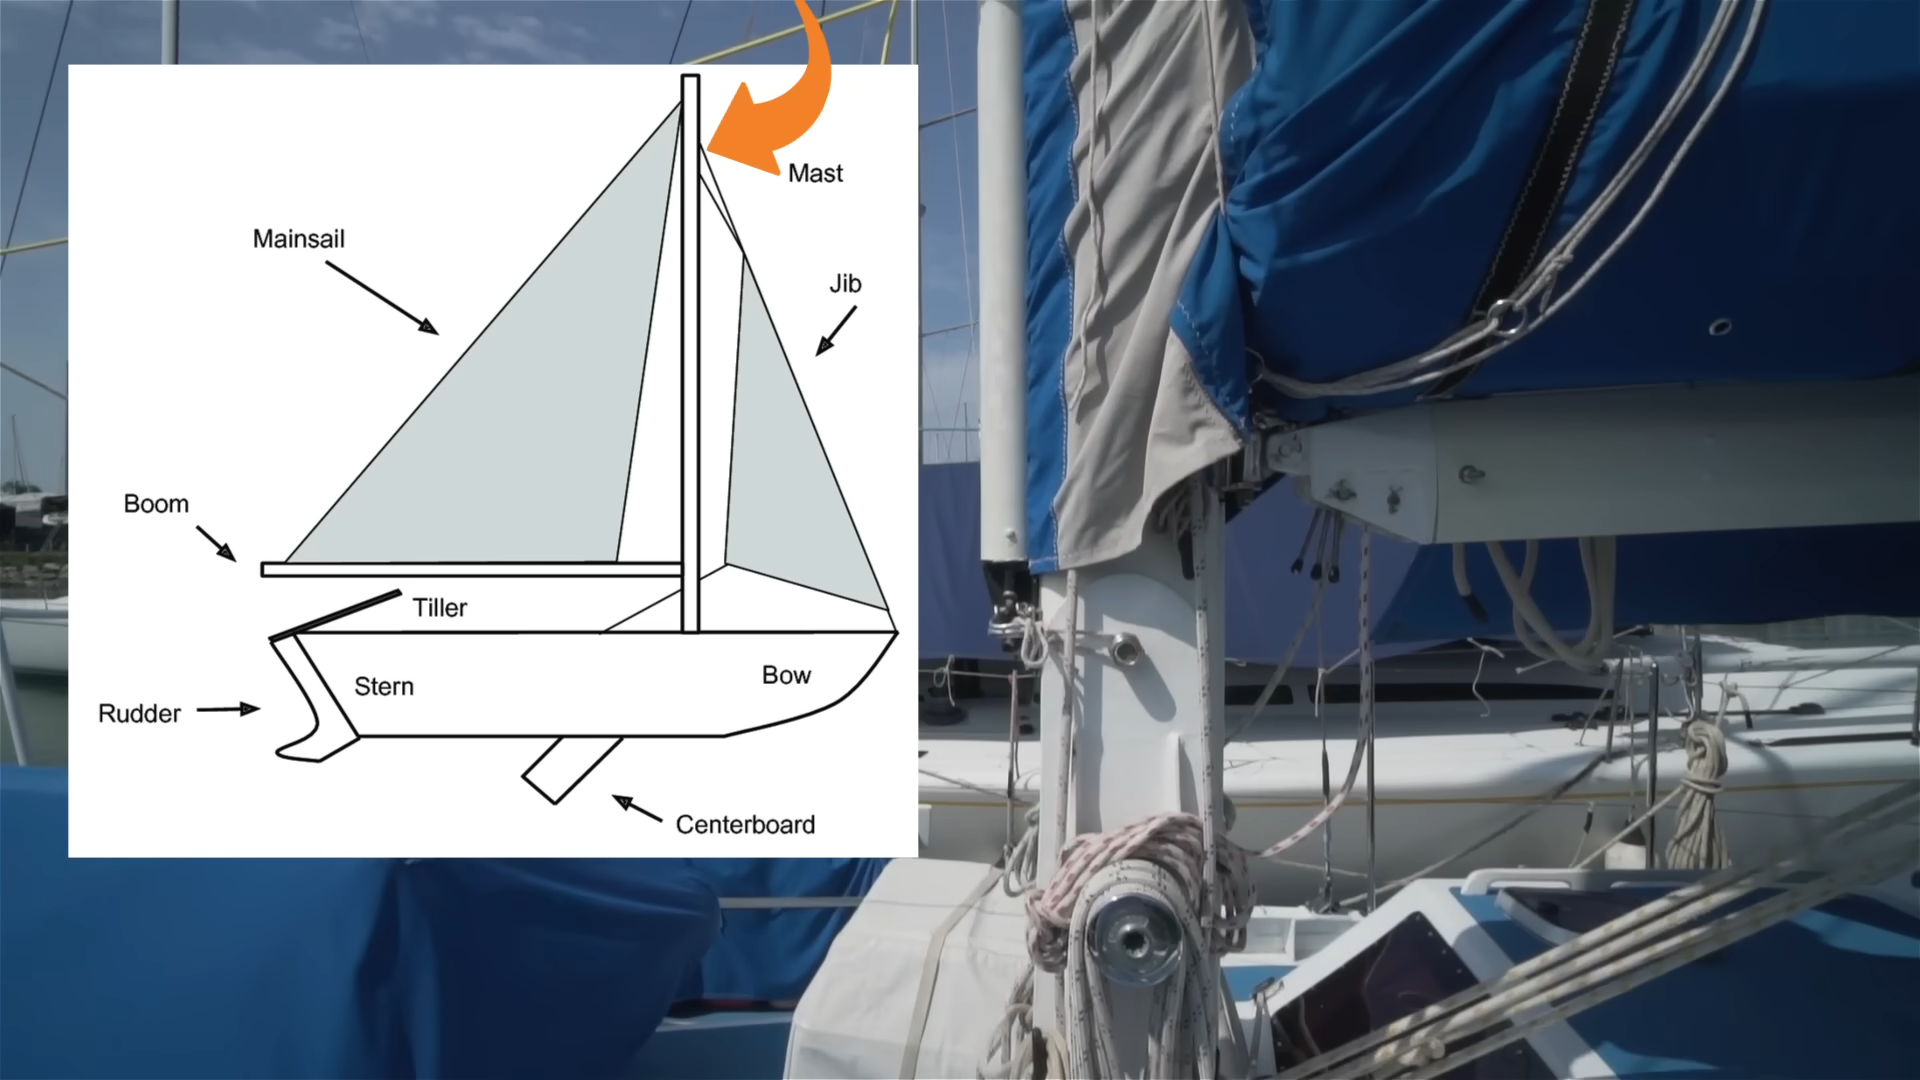 Mast
Mainsail
Jib
Boom
Tiller
Stern
Bow
Rudder
Centerboard